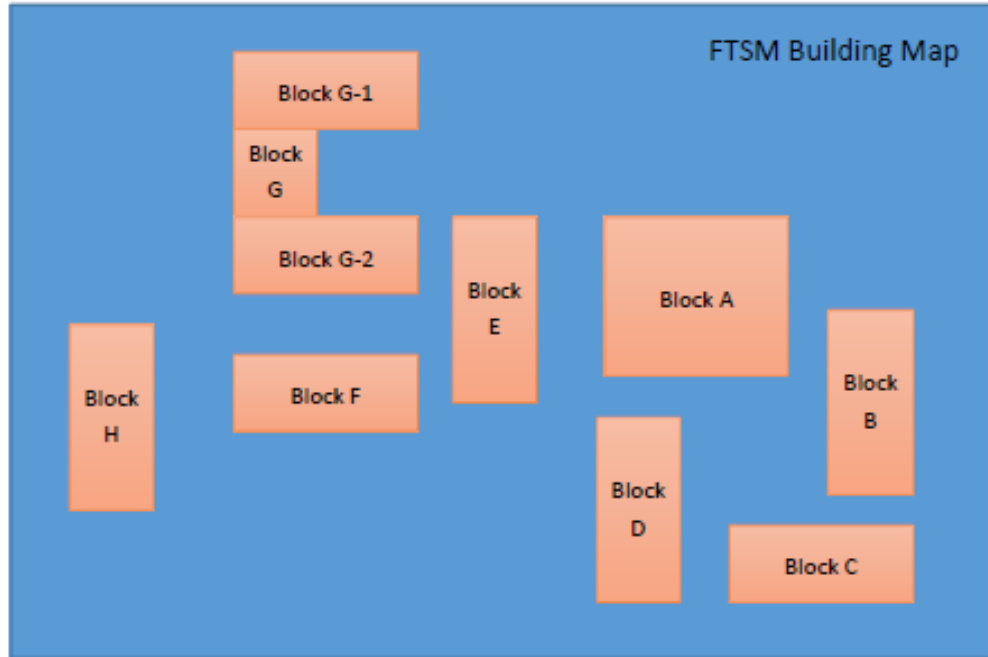 FTSM Building Map
Block G-1
Block
G
Block G-2
Block
E
Block A
Block
B
Block
H
Block F
Block
D
Block C